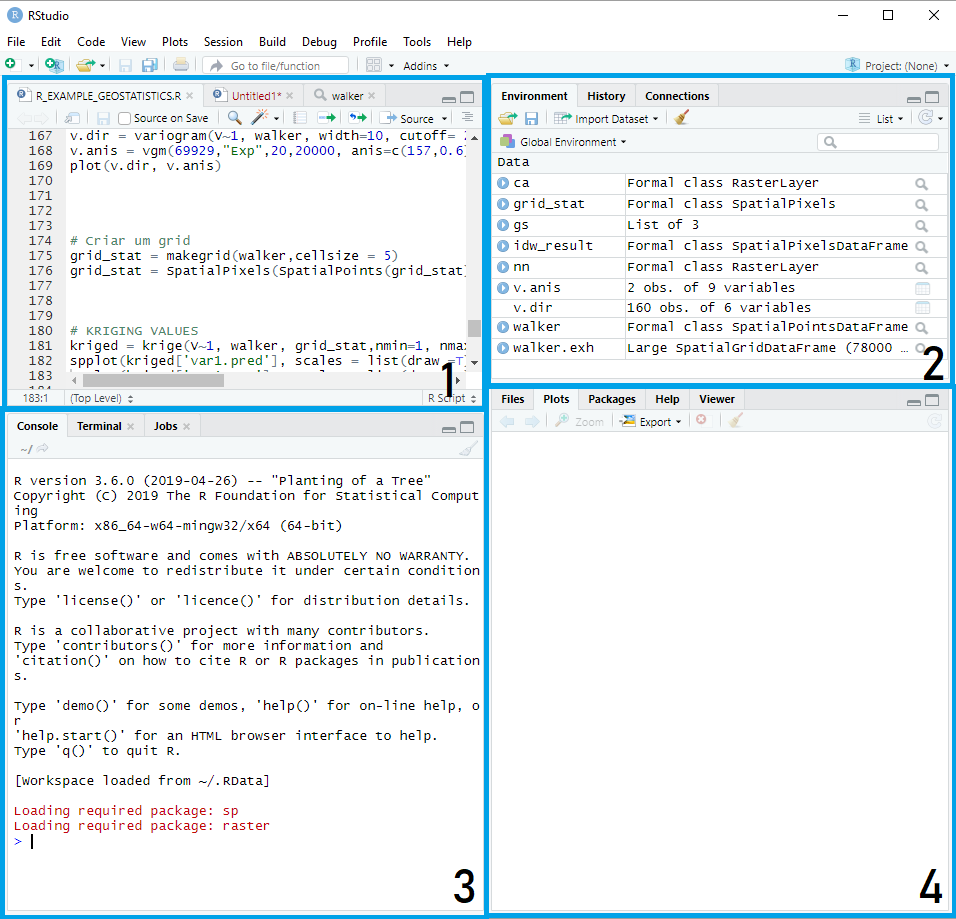 RStudio
File Edit Code View Plots Session Build Debug Profile Tools Help
Go to file/function Addins Project: (None)
R_EXAMPLE_GEOSTATISTICS.R Untitled1* walker
Source on Save Source
167 v.dir = variogram(V~1, walker, width=10, cutoff=
168 v.anis = vgm(69929,"Exp",20,20000, anis=c(157,0.6)
169 plot(v.dir, v.anis)
170
171
172
173
174 # Criar um grid
175 grid_stat = makegrid(walker,cellsize = 5)
176 grid_stat = SpatialPixels(SpatialPoints(grid_stat
177
178
179
180 # KRIGING VALUES
181 kriged = krige(V~1, walker, grid_stat,nmin=1, nmax
182 spplot(kriged['var1.pred'], scales = list(draw =T
183
183:1 (Top Level) R Script
1
Environment History Connections
Import Dataset List
Global Environment
Data
ca Formal class RasterLayer
grid_stat Formal class SpatialPixels
gs List of 3
idw_result Formal class SpatialPixelsDataFrame
nn Formal class RasterLayer
v.anis 2 obs. of 9 variables
v.dir 160 obs. of 6 variables
walker Formal class SpatialPointsDataFrame
walker.exh Large SpatialGridDataFrame (78000 …
2
Console Terminal Jobs
~/
R version 3.6.0 (2019-04-26) -- "Planting of a Tree"
Copyright (C) 2019 The R Foundation for Statistical Comput
ing
Platform: x86_64-w64-mingw32/x64 (64-bit)
R is free software and comes with ABSOLUTELY NO WARRANTY.
You are welcome to redistribute it under certain condition
s.
Type 'license()' or 'licence()' for distribution details.
R is a collaborative project with many contributors.
Type 'contributors()' for more information and
'citation()' on how to cite R or R packages in publication
s.
Type 'demo()' for some demos, 'help()' for on-line help, o
r
'help.start()' for an HTML browser interface to help.
Type 'q()' to quit R.
[Workspace loaded from ~/.RData]
Loading required package: sp
Loading required package: raster
>
3
Files Plots Packages Help Viewer
Zoom Export
4